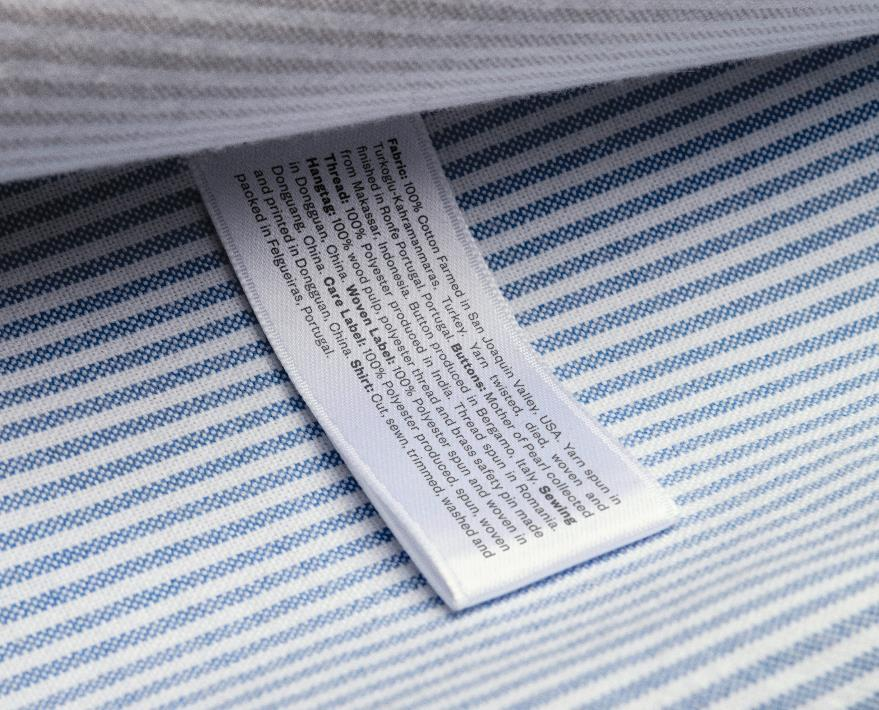 Fabric: 100% Cotton Farmed in San Joaquin Valley, USA. Yarn spun in
Turkoglu-Kahramanmaras, Turkey. Yarn twisted, died, woven and
finished in Ronfe Portugal, Portugal. Buttons: Mother of Pearl collected
from Makassar, Indonesia. Button produced in Bergamo, Italy. Sewing
Thread: 100% Polyester produced in India. Thread spun in Romania.
Hangtag: 100% wood pulp, polyester thread and brass safety pin made
in Dongguan, China. Woven Label: 100% Polyester spun and woven in
Donguang, China. Care Label: 100% Polyester produced, spun, woven
and printed in Dongguan, China. Shirt: Cut, sewn, trimmed, washed and
packed in Felgueiras, Portugal.